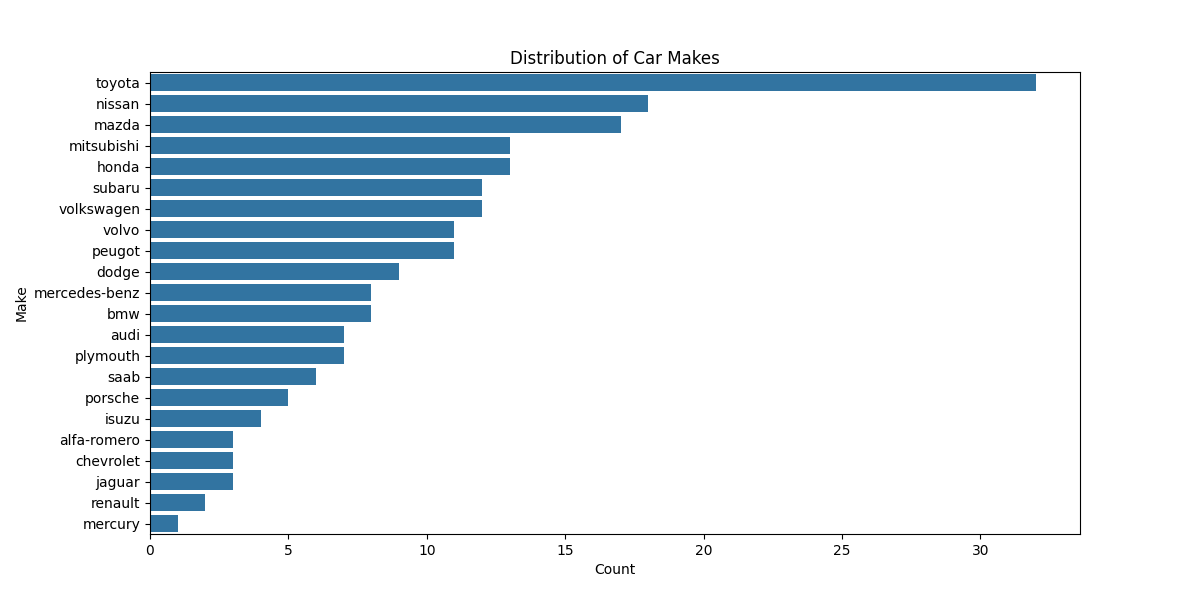 Distribution of Car Makes
toyota
nissan
mazda
mitsubishi
honda
subaru
volkswagen
volvo
peugot
dodge
mercedes-benz
bmw
audi
plymouth
saab
porsche
isuzu
alfa-romero
chevrolet
jaguar
renault
mercury
Make
0 5 10 15 20 25 30
Count